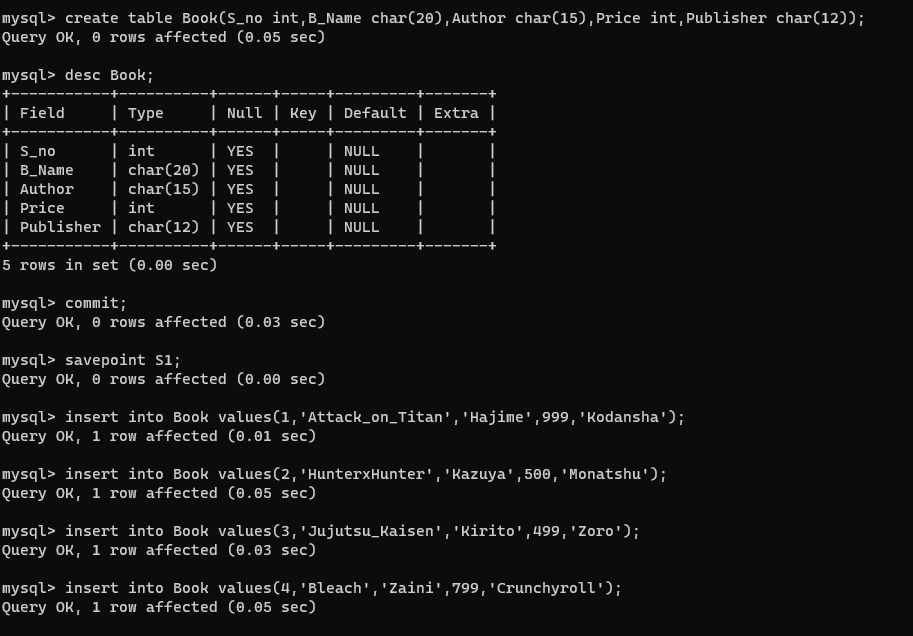 mysql> create table Book(S_no int,B_Name char(20),Author char(15),Price int,Publisher char(12));
Query OK, 0 rows affected (0.05 sec)
mysql> desc Book;
+-----------+----------+------+-----+---------+-------+
| Field     | Type     | Null | Key | Default | Extra |
+-----------+----------+------+-----+---------+-------+
| S_no      | int      | YES  |     | NULL    |       |
| B_Name    | char(20) | YES  |     | NULL    |       |
| Author    | char(15) | YES  |     | NULL    |       |
| Price     | int      | YES  |     | NULL    |       |
| Publisher | char(12) | YES  |     | NULL    |       |
+-----------+----------+------+-----+---------+-------+
5 rows in set (0.00 sec)
mysql> commit;
Query OK, 0 rows affected (0.03 sec)
mysql> savepoint S1;
Query OK, 0 rows affected (0.00 sec)
mysql> insert into Book values(1,'Attack_on_Titan','Hajime',999,'Kodansha');
Query OK, 1 row affected (0.01 sec)
mysql> insert into Book values(2,'HunterxHunter','Kazuya',500,'Monatshu');
Query OK, 1 row affected (0.05 sec)
mysql> insert into Book values(3,'Jujutsu_Kaisen','Kirito',499,'Zoro');
Query OK, 1 row affected (0.03 sec)
mysql> insert into Book values(4,'Bleach','Zaini',799,'Crunchyroll');
Query OK, 1 row affected (0.05 sec)